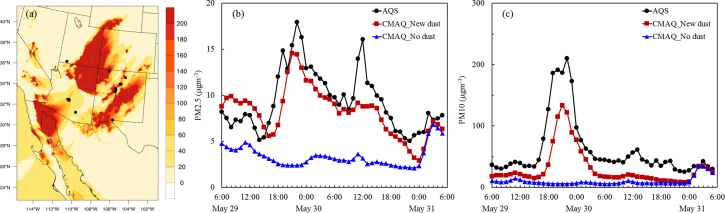 (a)
40°N
38°N
36°N
34°N
32°N
30°N
28°N
26°N
24°N
114°W 112°W 110°W 108°W 106°W 104°W 102°W
200
180
160
140
120
100
80
60
40
20
0
(b)
AQS
CMAQ_New dust
CMAQ_No dust
PM2.5 (µgm⁻³)
20
15
10
5
0
6:00 12:00 18:00 0:00 6:00 12:00 18:00 0:00 6:00
May 29 May 30 May 31
(c)
AQS
CMAQ_New dust
CMAQ_No dust
PM10 (µgm⁻³)
300
200
100
0
6:00 12:00 18:00 0:00 6:00 12:00 18:00 0:00 6:00
May 29 May 30 May 31